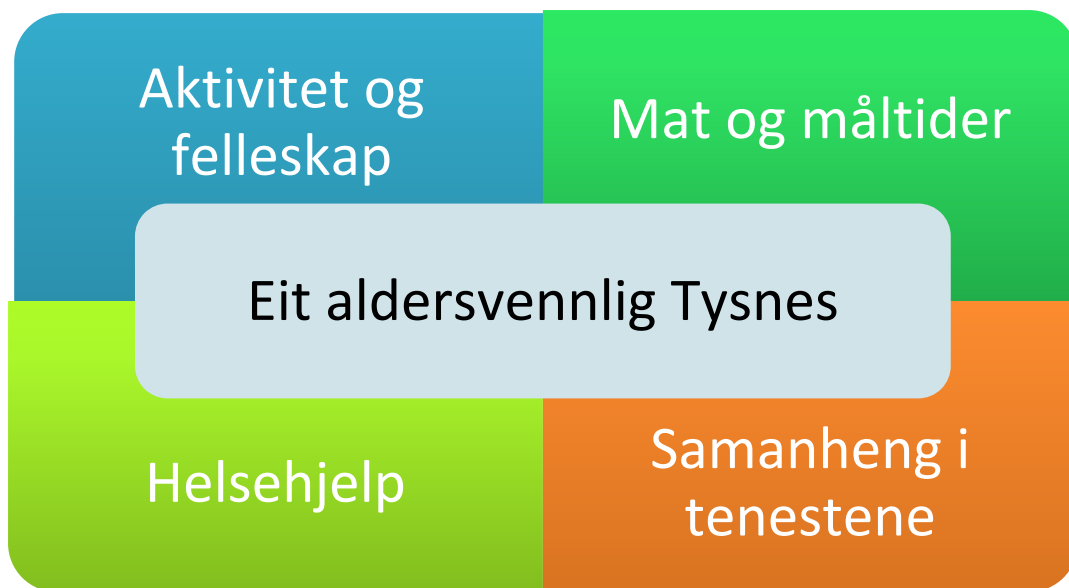 Aktivitet og
felleskap
Mat og måltider
Eit aldersvennlig Tysnes
Helsehjelp
Samanheng i
tenestene